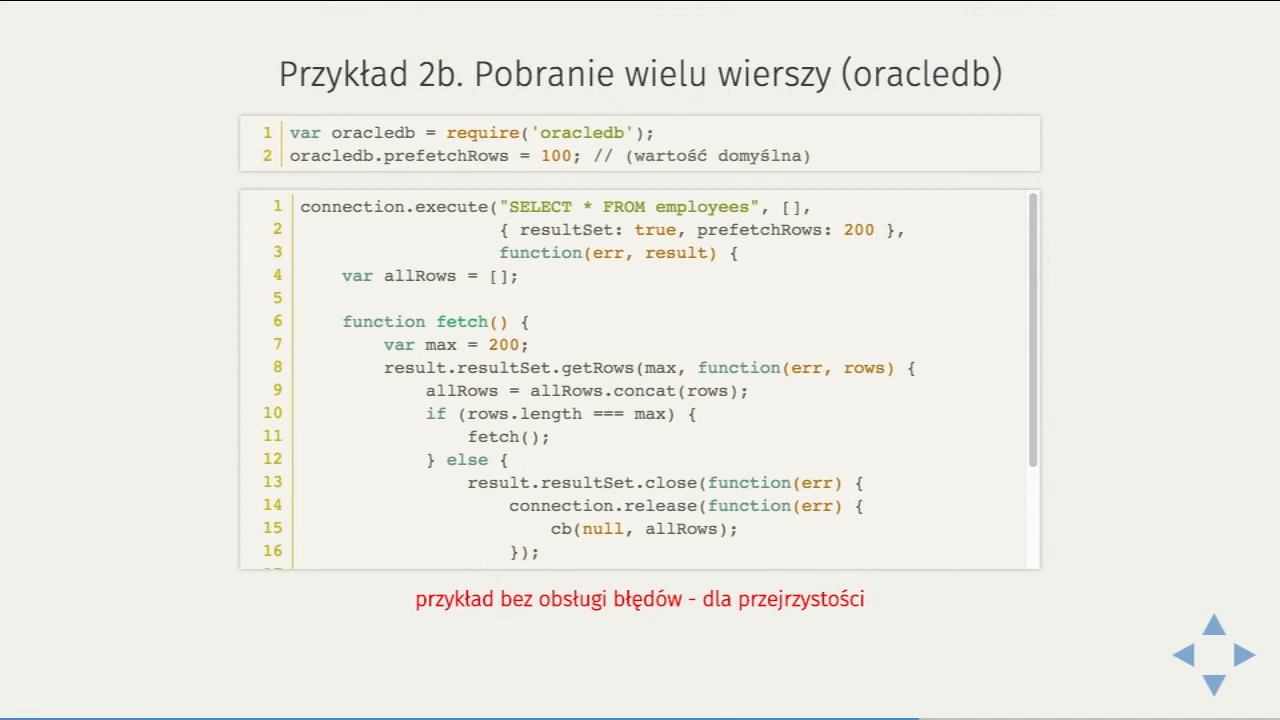 Przykład 2b. Pobranie wielu wierszy (oracledb)
1 var oracledb = require('oracledb');
2 oracledb.prefetchRows = 100; // (wartość domyślna)
1 connection.execute("SELECT * FROM employees", [],
2 { resultSet: true, prefetchRows: 200 },
3 function(err, result) {
4 var allRows = [];
5
6 function fetch() {
7 var max = 200;
8 result.resultSet.getRows(max, function(err, rows) {
9 allRows = allRows.concat(rows);
10 if (rows.length === max) {
11 fetch();
12 } else {
13 result.resultSet.close(function(err) {
14 connection.release(function(err) {
15 cb(null, allRows);
16 });
przykład bez obsługi błędów - dla przejrzystości